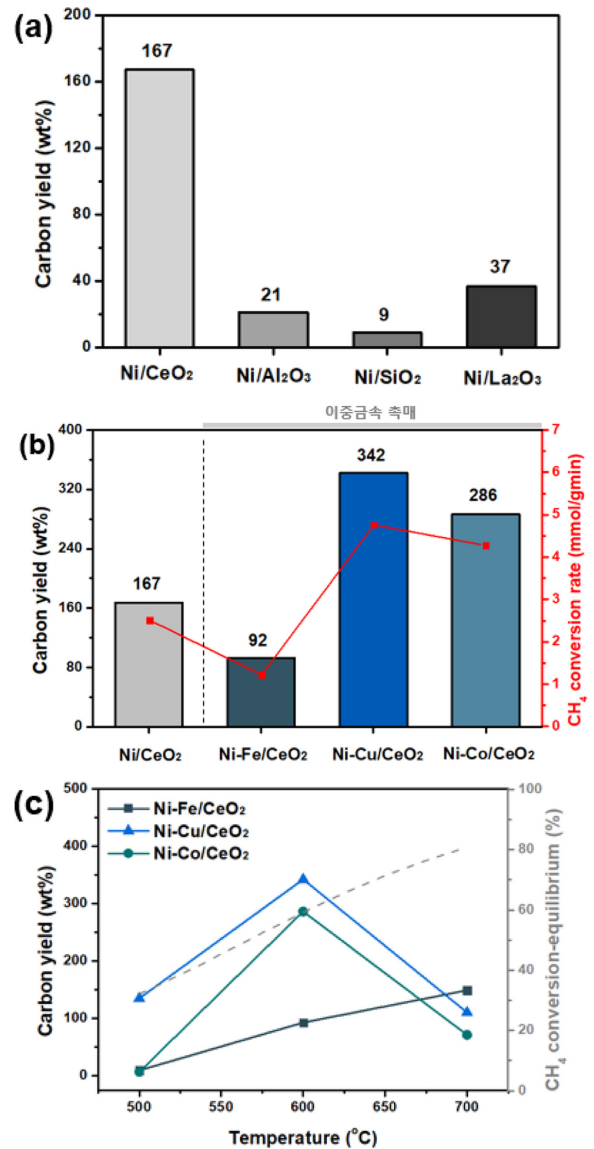 (a)
Carbon yield (wt%)
200
160
120
80
40
0
167
21
9
37
Ni/CeO₂
Ni/Al₂O₃
Ni/SiO₂
Ni/La₂O₃
이중금속 촉매
(b)
Carbon yield (wt%)
400
320
240
160
80
0
167
92
342
286
7
6
5
4
3
2
1
0
CH₄ conversion rate (mmol/gmin)
Ni/CeO₂
Ni-Fe/CeO₂
Ni-Cu/CeO₂
Ni-Co/CeO₂
(c)
Carbon yield (wt%)
500
450
400
350
300
250
200
150
100
50
0
Ni-Fe/CeO₂
Ni-Cu/CeO₂
Ni-Co/CeO₂
100
80
60
40
20
0
CH₄ conversion-equilibrium (%)
500
550
600
650
700
Temperature (°C)